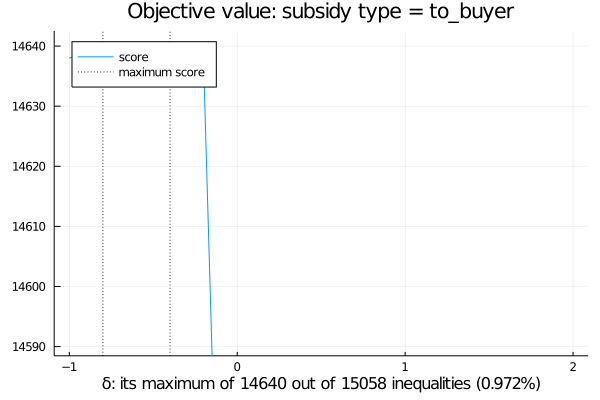 Objective value: subsidy type = to_buyer
14640
14630
14620
14610
14600
14590
score
maximum score
−1
0
1
2
δ: its maximum of 14640 out of 15058 inequalities (0.972%)